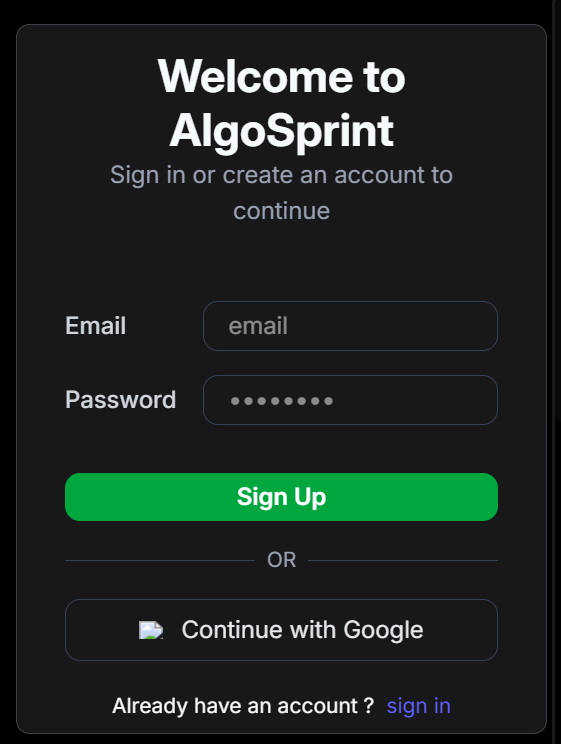 Welcome to
AlgoSprint
Sign in or create an account to
continue
Email
email
Password
••••••••
Sign Up
OR
Continue with Google
Already have an account ? sign in